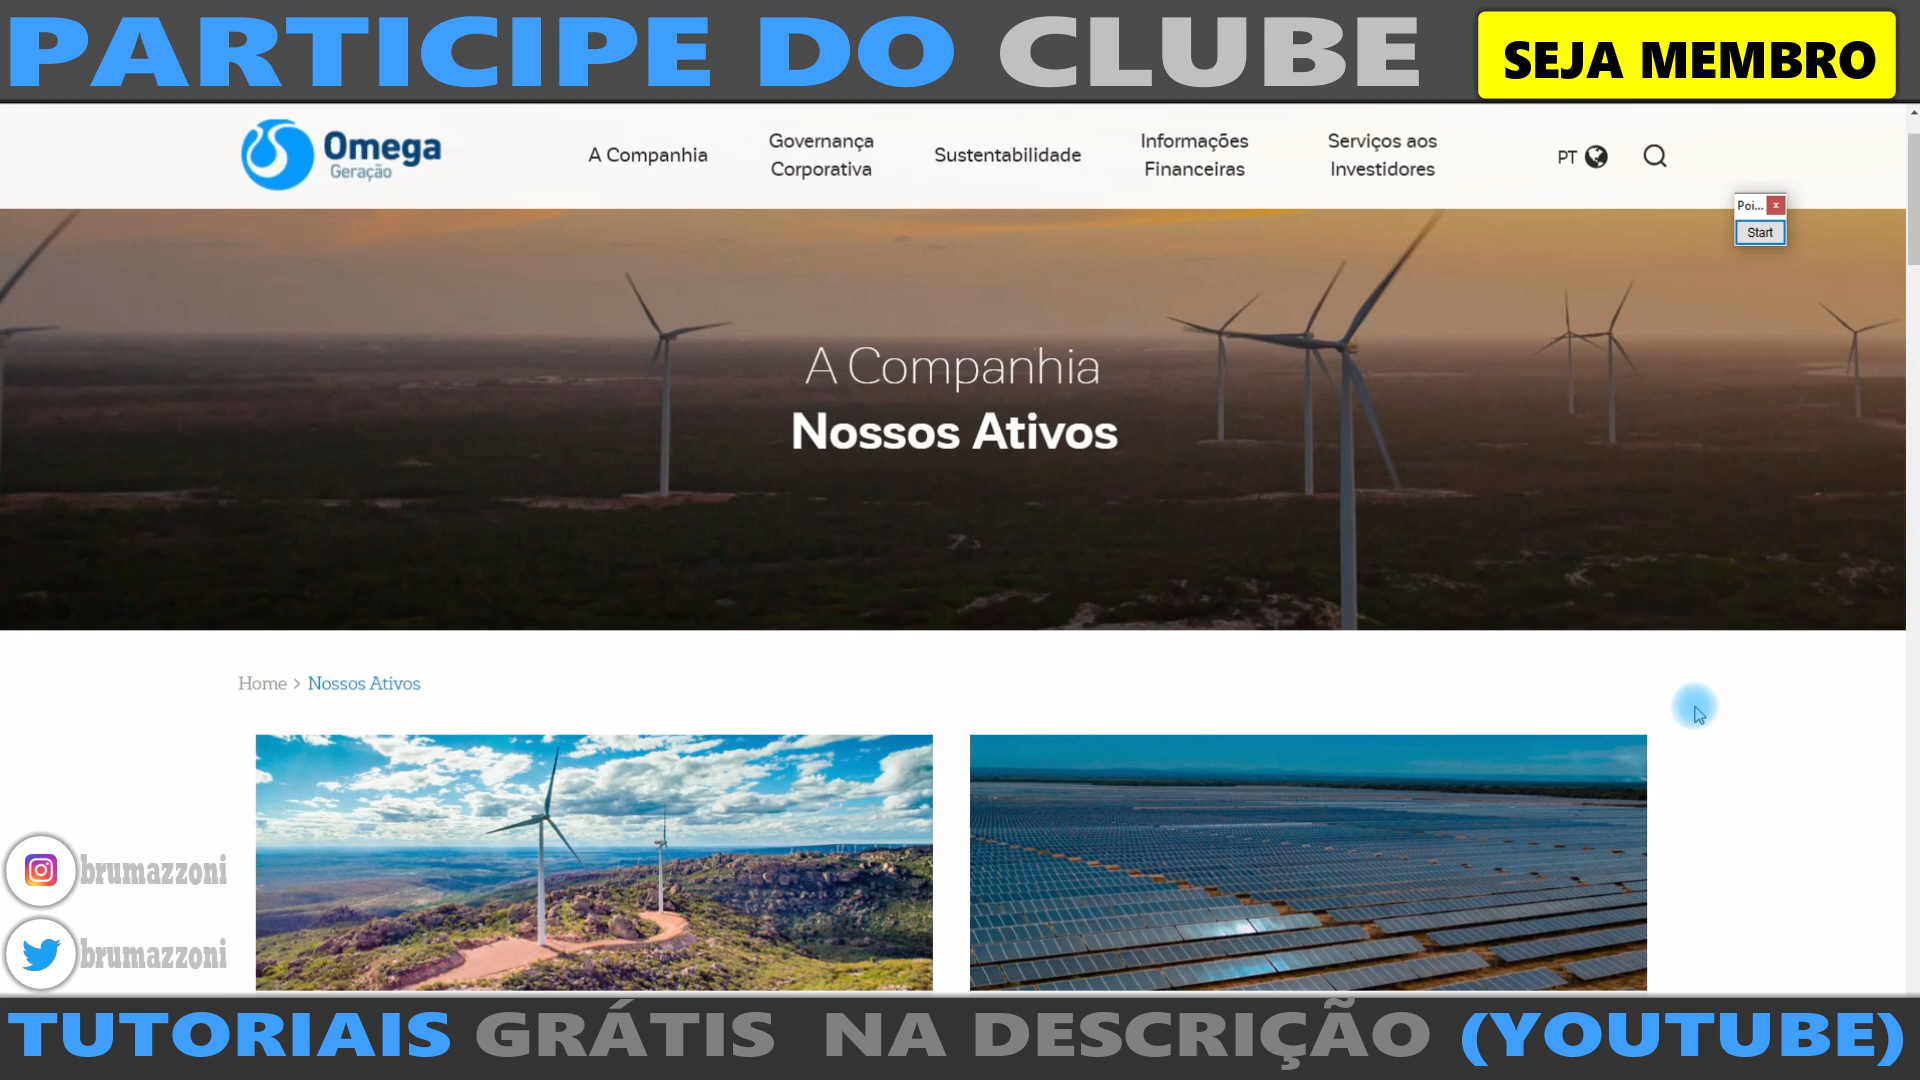 PARTICIPE DO CLUBE
SEJA MEMBRO
Omega
Geração
A Companhia
Governança
Corporativa
Sustentabilidade
Informações
Financeiras
Serviços aos
Investidores
PT
Poi...
x
Start
A Companhia
Nossos Ativos
Home > Nossos Ativos
brumazzoni
brumazzoni
TUTORIAIS GRÁTIS NA DESCRIÇÃO (YOUTUBE)